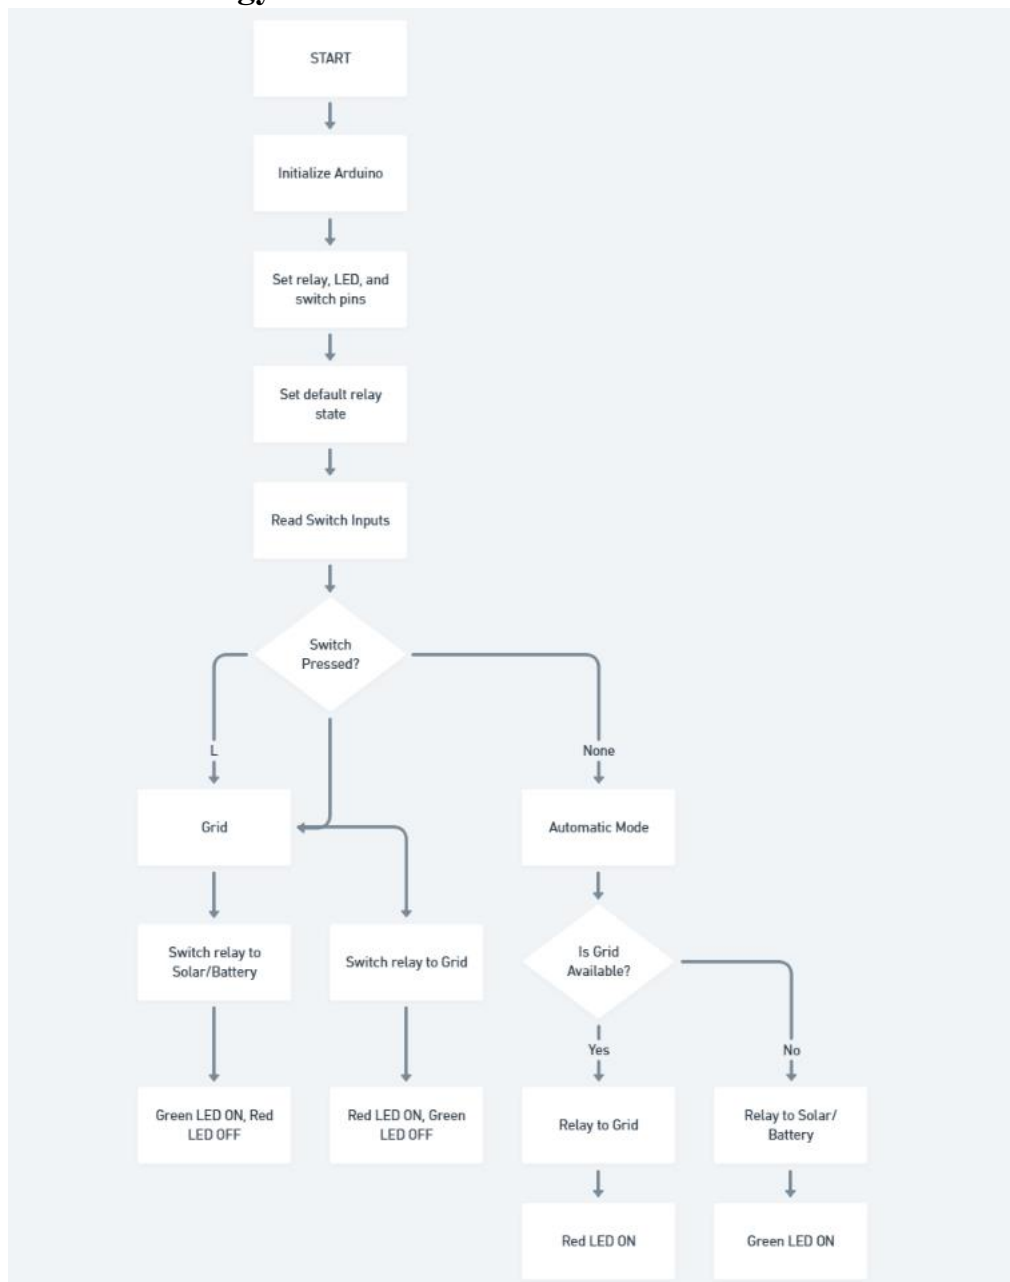 START
Initialize Arduino
Set relay, LED, and
switch pins
Set default relay
state
Read Switch Inputs
Switch
Pressed?
L
None
Grid
Automatic Mode
Switch relay to
Solar/Battery
Switch relay to Grid
Is Grid
Available?
Yes
No
Green LED ON, Red
LED OFF
Red LED ON, Green
LED OFF
Relay to Grid
Relay to Solar/
Battery
Red LED ON
Green LED ON